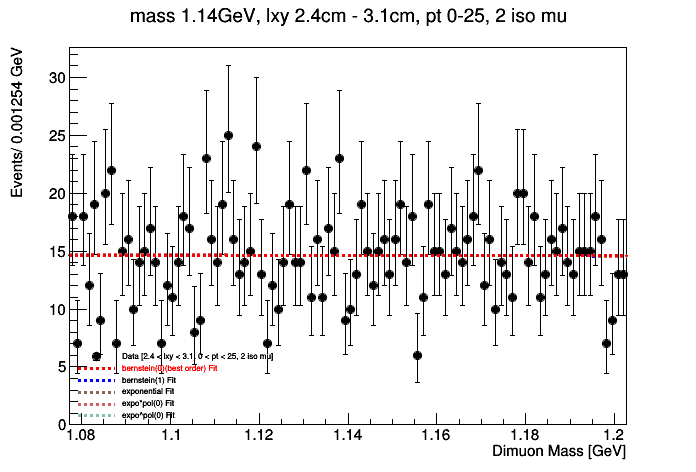 mass 1.14GeV, lxy 2.4cm - 3.1cm, pt 0-25, 2 iso mu
Events/ 0.001254 GeV
30
25
20
15
10
5
0
Data [2.4 < lxy < 3.1, 0 < pt < 25, 2 iso mu]
bernstein(0)(best order) Fit
bernstein(1) Fit
exponential Fit
expo*pol(0) Fit
expo^pol(0) Fit
1.08 1.1 1.12 1.14 1.16 1.18 1.2
Dimuon Mass [GeV]